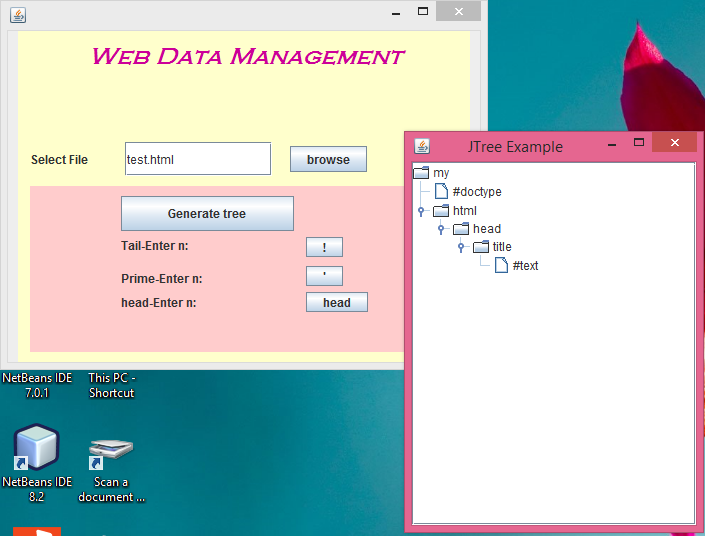 Web Data Management
Select File
test.html
browse
Generate tree
Tail-Enter n:
!
Prime-Enter n:
'
head-Enter n:
head
JTree Example
my
#doctype
html
head
title
#text
NetBeans IDE
7.0.1
This PC -
Shortcut
NetBeans IDE
8.2
Scan a
document ...